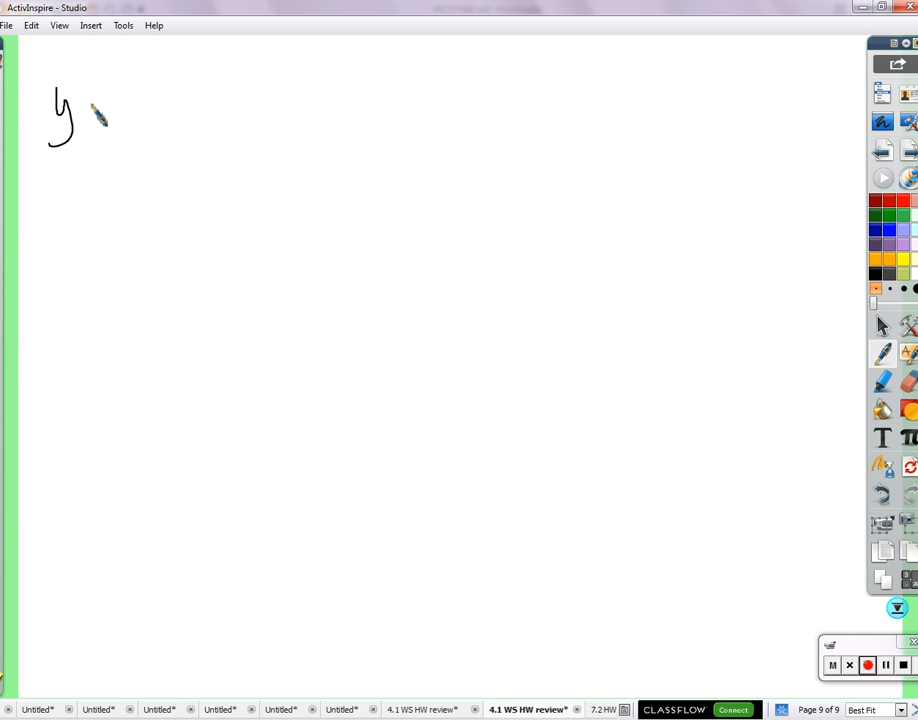 ActivInspire - Studio
File Edit View Insert Tools Help
y
T π
M
Untitled* Untitled* Untitled* Untitled* Untitled* Untitled* 4.1 WS HW review* 4.1 WS HW review* 7.2 HW CLASSFLOW Connect Page 9 of 9 Best Fit